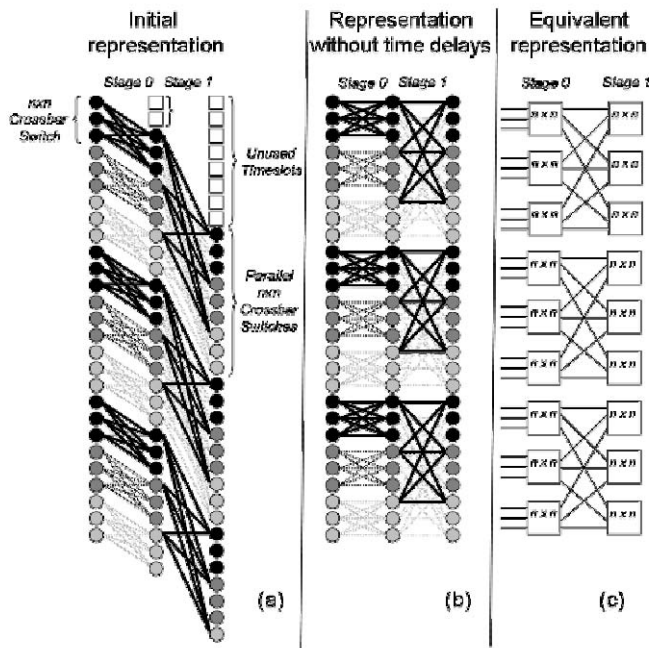 Initial
representation
Stage 0 Stage 1
nxn
Crossbar
Switch
Unused
Timeslots
Parallel
nxn
Crossbar
Switches
(a)
Representation
without time delays
Stage 0 Stage 1
(b)
Equivalent
representation
Stage 0 Stage 1
n x n n x n
n x n n x n
n x n n x n
n x n n x n
n x n n x n
n x n n x n
n x n n x n
n x n n x n
n x n n x n
(c)